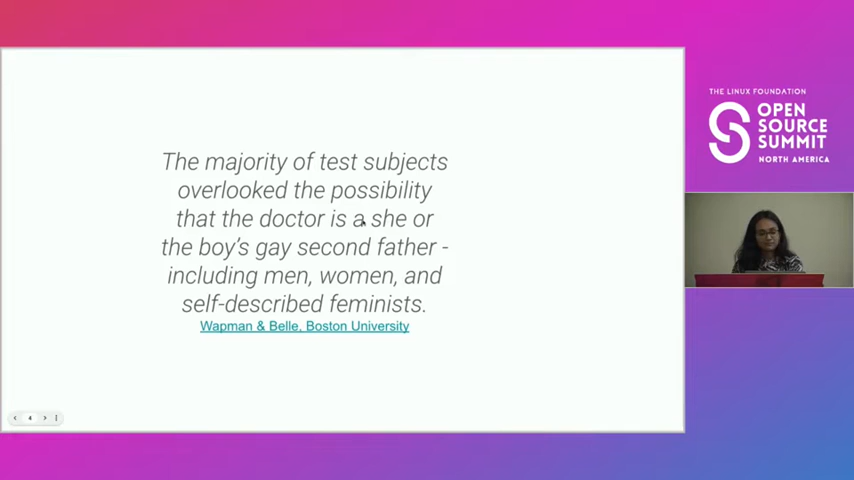 The majority of test subjects
overlooked the possibility
that the doctor is a she or
the boy's gay second father -
including men, women, and
self-described feminists.
Wapman & Belle, Boston University
4
THE LINUX FOUNDATION
OPEN
SOURCE
SUMMIT
NORTH AMERICA